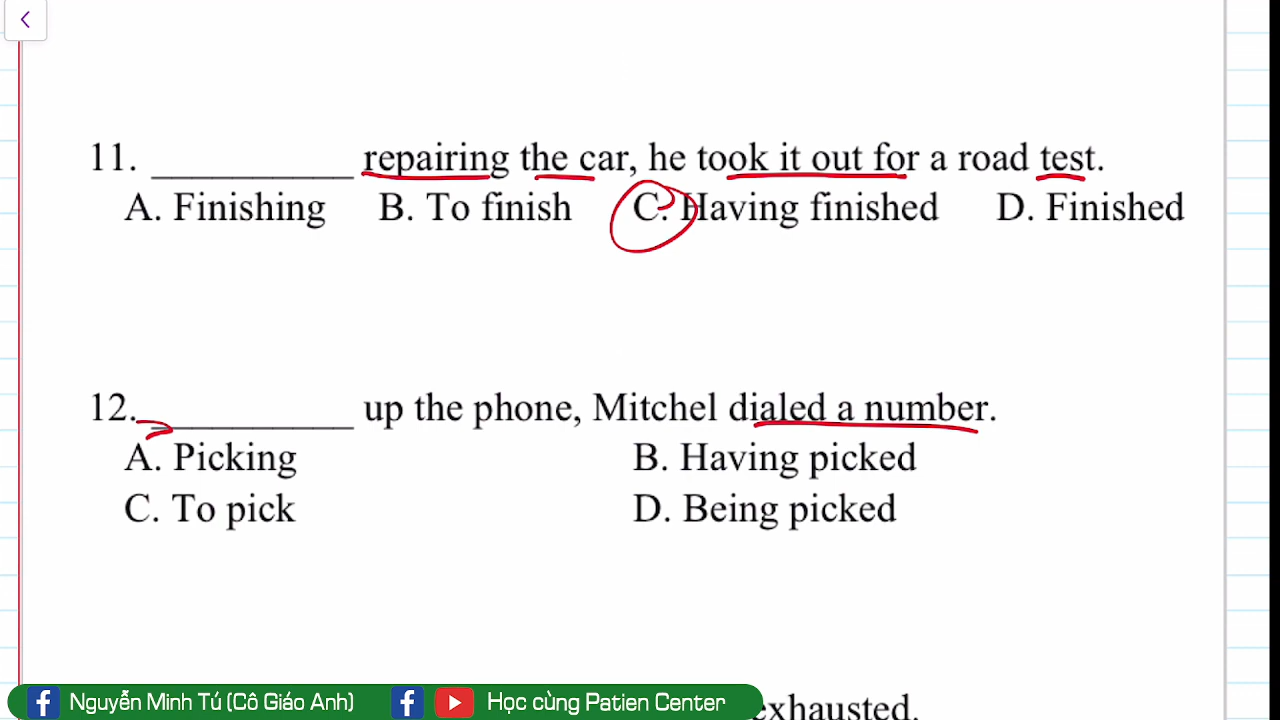 11. __________ repairing the car, he took it out for a road test.
A. Finishing B. To finish C. Having finished D. Finished
12. __________ up the phone, Mitchel dialed a number.
A. Picking B. Having picked
C. To pick D. Being picked
exhausted.
Nguyễn Minh Tú (Cô Giáo Anh) Học cùng Patien Center